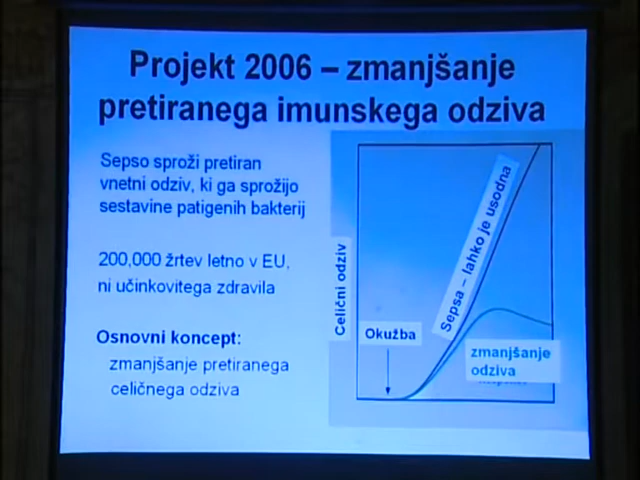 Projekt 2006 – zmanjšanje
pretiranega imunskega odziva
Sepso sproži pretiran
vnetni odziv, ki ga sprožijo
sestavine patigenih bakterij
200,000 žrtev letno v EU,
ni učinkovitega zdravila
Osnovni koncept:
zmanjšanje pretiranega
celičnega odziva
Celični odziv
Okužba
Sepsa – lahko je usodna
zmanjšanje
odziva